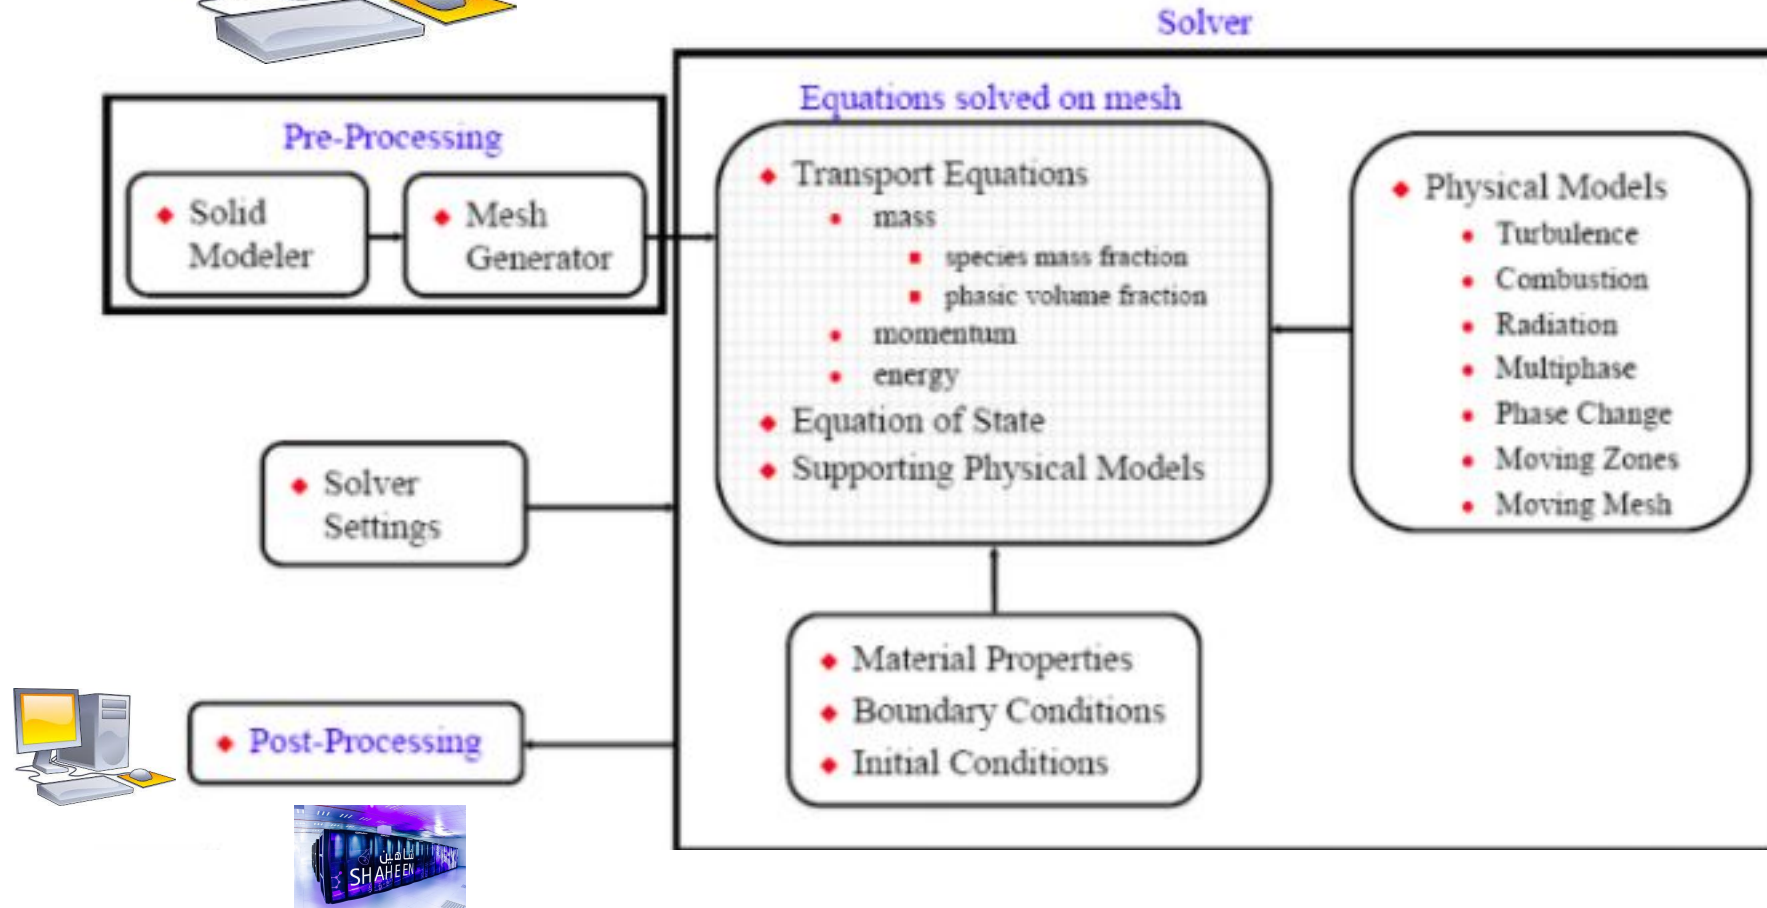 Solver
Pre-Processing
Solid
Modeler
Mesh
Generator
Equations solved on mesh
Transport Equations
mass
species mass fraction
phasic volume fraction
momentum
energy
Equation of State
Supporting Physical Models
Physical Models
Turbulence
Combustion
Radiation
Multiphase
Phase Change
Moving Zones
Moving Mesh
Solver
Settings
Material Properties
Boundary Conditions
Initial Conditions
Post-Processing
شاهين
SHAHEEN